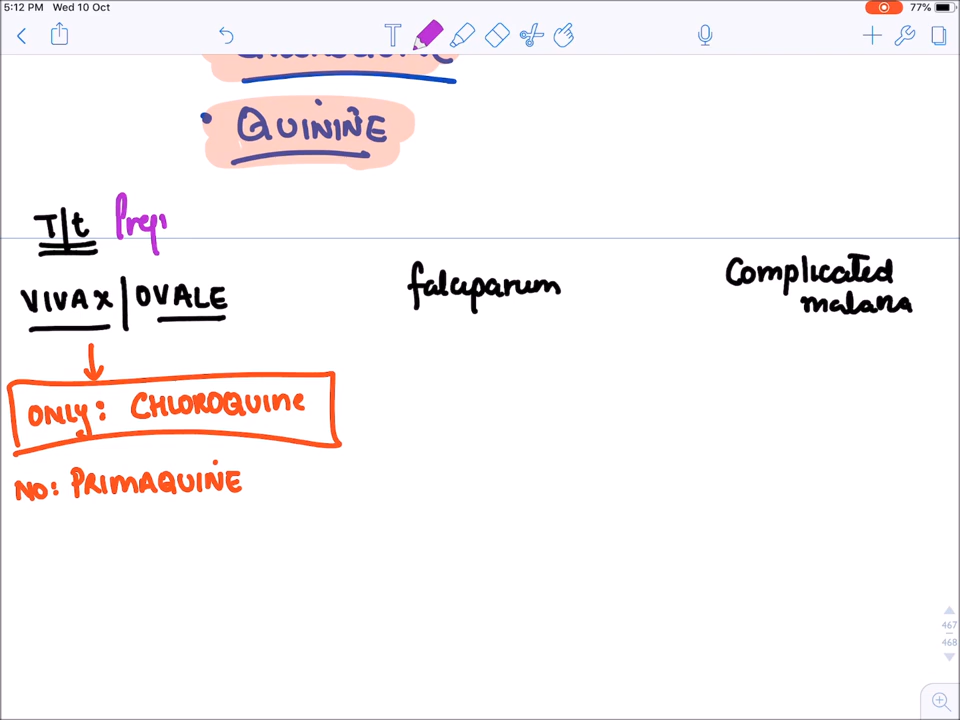 5:12 PM Wed 10 Oct
77%
QUININE
T/t Prep
VIVAX | OVALE
falciparum
Complicated
malaria
ONLY: CHLOROQUINE
NO: PRIMAQUINE
467
468